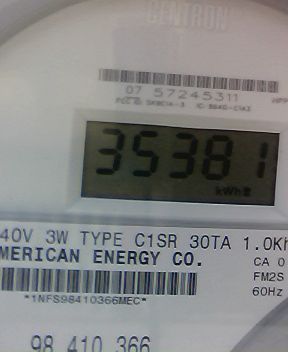 CENTRON
07 57245311
35381
kWh
40V 3W TYPE C1SR 30TA 1.0Kh
MERICAN ENERGY CO.
CA 0
FM2S
60Hz
*1NFS98410366MEC*
98 410 366